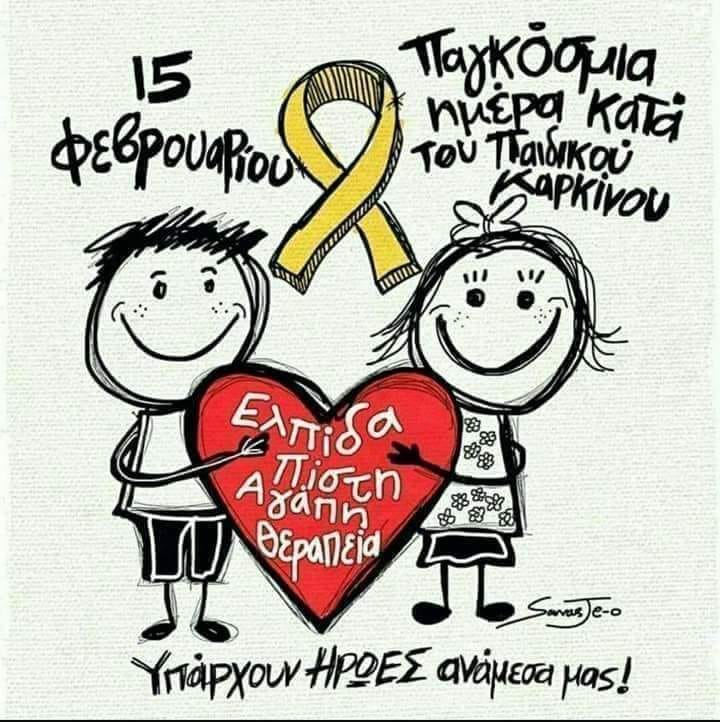 15
Φεβρουαρίου
Παγκόσμια
ημέρα κατά
του Παιδικού
Καρκίνου
Ελπίδα
Πίστη
Αγάπη
Θεραπεία
Υπάρχουν ΗΡΩΕΣ ανάμεσα μας!